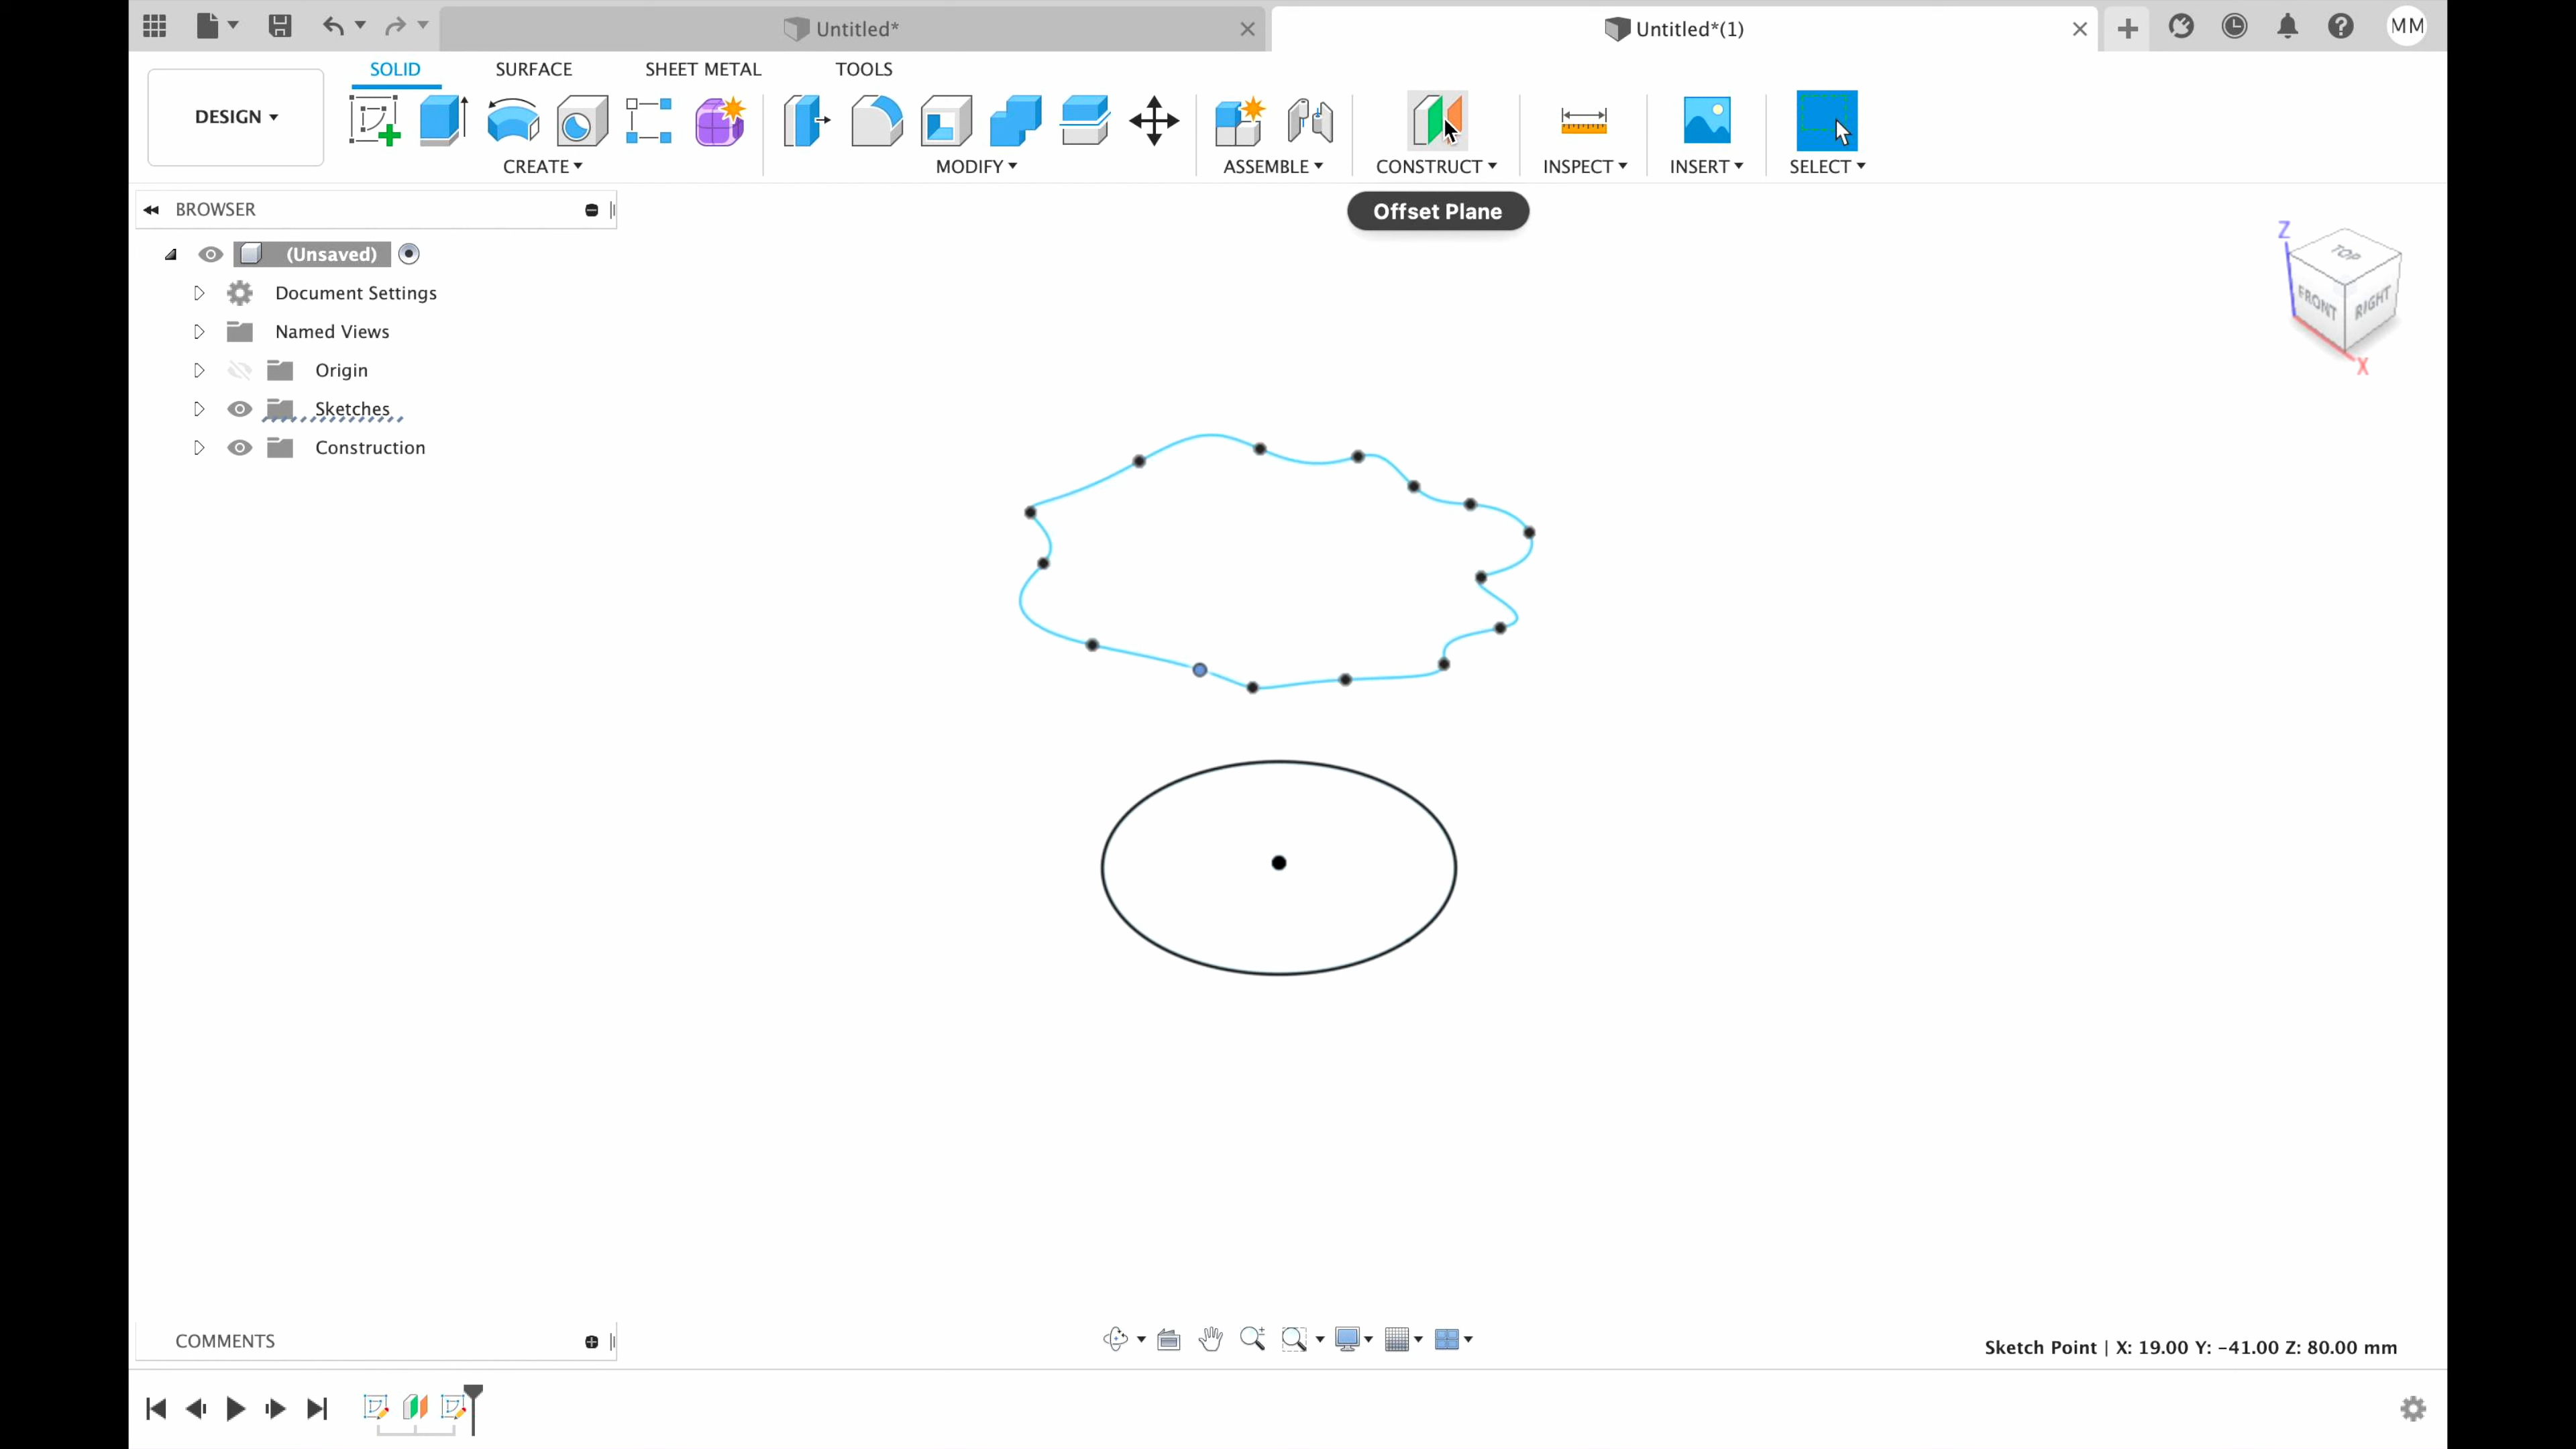 Untitled*
Untitled*(1)
MM
SOLID
SURFACE
SHEET METAL
TOOLS
DESIGN
CREATE
MODIFY
ASSEMBLE
CONSTRUCT
INSPECT
INSERT
SELECT
BROWSER
Offset Plane
(Unsaved)
Document Settings
Named Views
Origin
Sketches
Construction
Z
TOP
FRONT
RIGHT
X
COMMENTS
Sketch Point | X: 19.00 Y: -41.00 Z: 80.00 mm